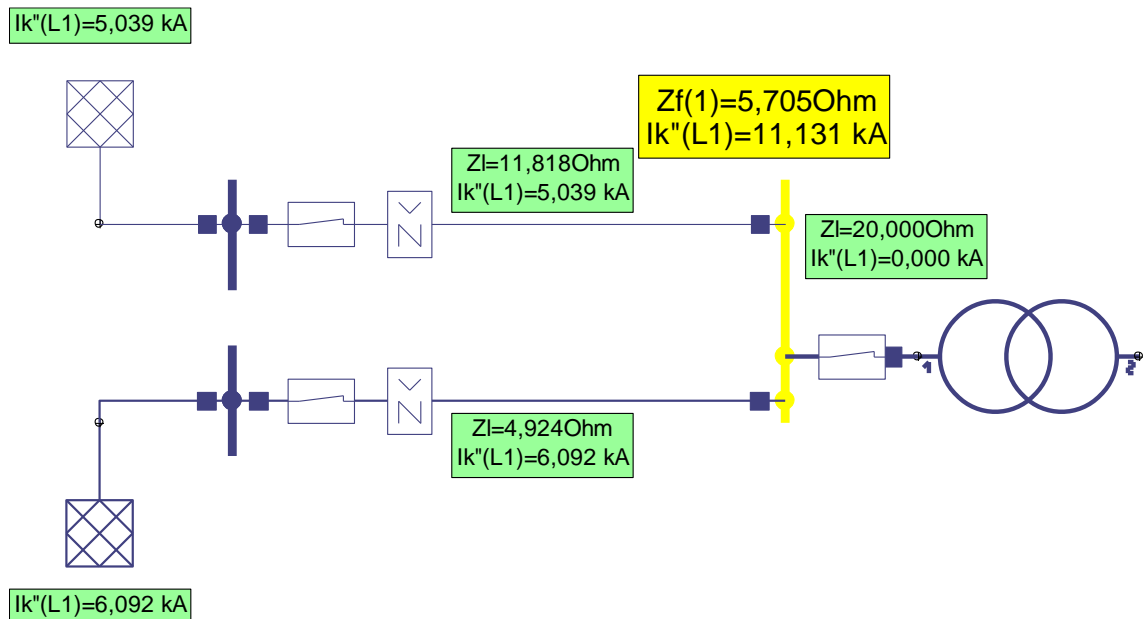 Ik"(L1)=5,039 kA
Zf(1)=5,705Ohm
Ik"(L1)=11,131 kA
Zl=11,818Ohm
Ik"(L1)=5,039 kA
Zl=20,000Ohm
Ik"(L1)=0,000 kA
1
2
Zl=4,924Ohm
Ik"(L1)=6,092 kA
Ik"(L1)=6,092 kA